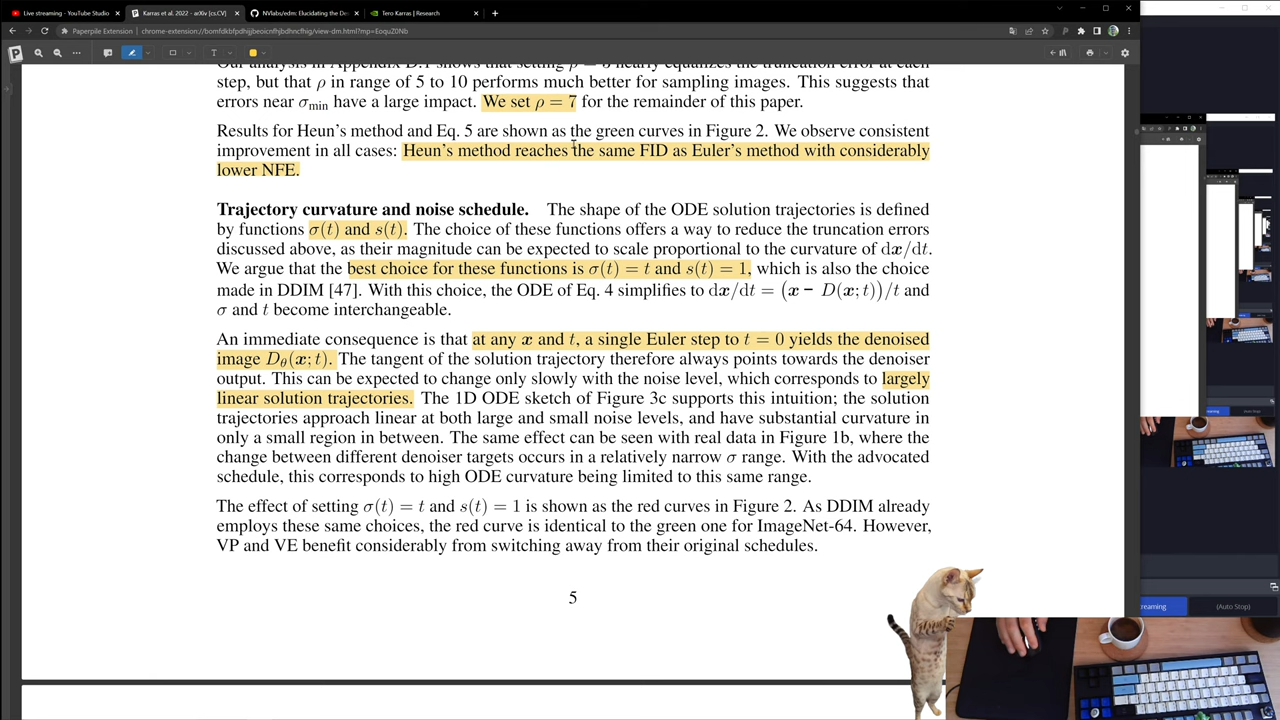 Live streaming - YouTube Studio
Karras et al. 2022 - arXiv [cs.CV]
NVlabs/edm: Elucidating the De
Tero Karras | Research
Paperpile Extension
chrome-extension://bomfdkbfpdhijjbeoicnfhjbdhncfhig/view-dm.html?mp=EoquZ0Nb
step, but that ρ in range of 5 to 10 performs much better for sampling images. This suggests that
errors near σmin have a large impact. We set ρ = 7 for the remainder of this paper.
Results for Heun's method and Eq. 5 are shown as the green curves in Figure 2. We observe consistent
improvement in all cases: Heun's method reaches the same FID as Euler's method with considerably
lower NFE.
Trajectory curvature and noise schedule. The shape of the ODE solution trajectories is defined
by functions σ(t) and s(t). The choice of these functions offers a way to reduce the truncation errors
discussed above, as their magnitude can be expected to scale proportional to the curvature of dx/dt.
We argue that the best choice for these functions is σ(t) = t and s(t) = 1, which is also the choice
made in DDIM [47]. With this choice, the ODE of Eq. 4 simplifies to dx/dt = (x − D(x; t))/t and
σ and t become interchangeable.
An immediate consequence is that at any x and t, a single Euler step to t = 0 yields the denoised
image Dθ(x; t). The tangent of the solution trajectory therefore always points towards the denoiser
output. This can be expected to change only slowly with the noise level, which corresponds to largely
linear solution trajectories. The 1D ODE sketch of Figure 3c supports this intuition; the solution
trajectories approach linear at both large and small noise levels, and have substantial curvature in
only a small region in between. The same effect can be seen with real data in Figure 1b, where the
change between different denoiser targets occurs in a relatively narrow σ range. With the advocated
schedule, this corresponds to high ODE curvature being limited to this same range.
The effect of setting σ(t) = t and s(t) = 1 is shown as the red curves in Figure 2. As DDIM already
employs these same choices, the red curve is identical to the green one for ImageNet-64. However,
VP and VE benefit considerably from switching away from their original schedules.
5
(Auto Stop)